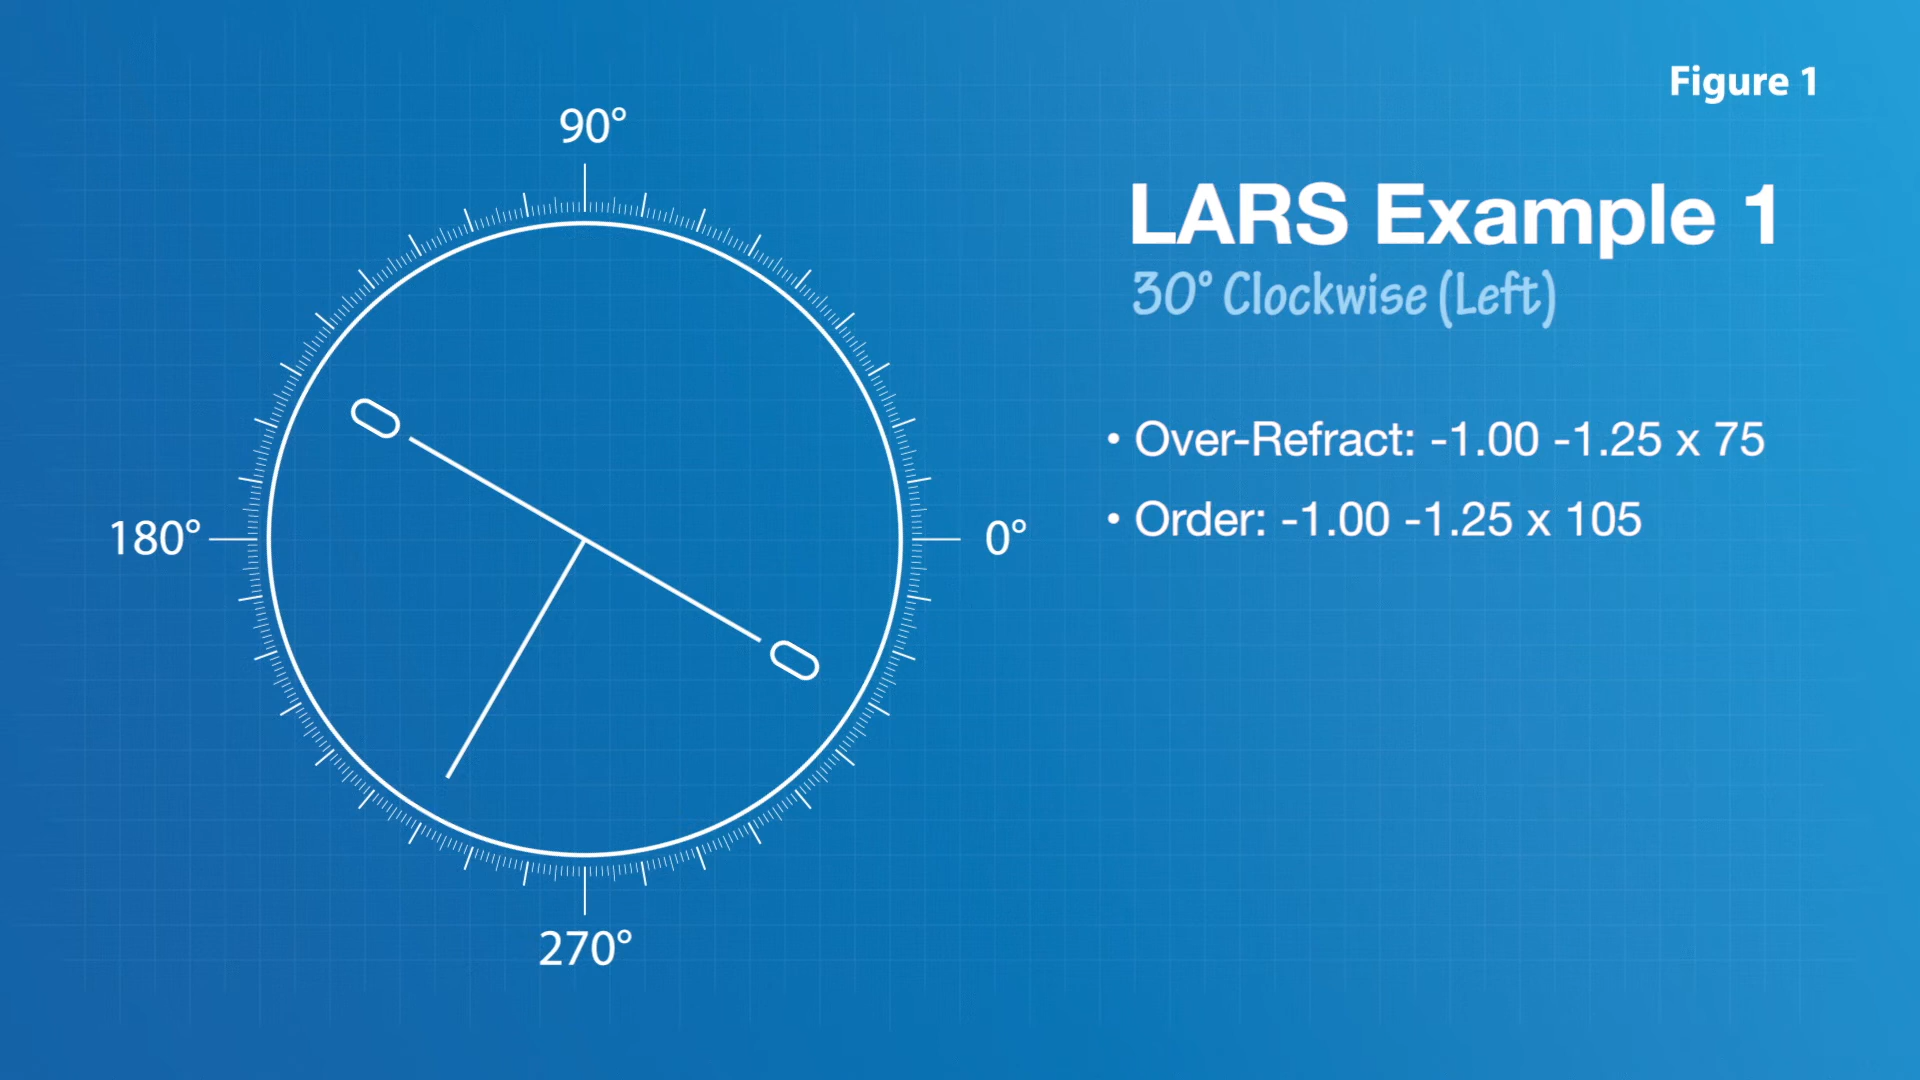 Figure 1
90°
LARS Example 1
30° Clockwise (Left)
• Over-Refract: -1.00 -1.25 x 75
• Order: -1.00 -1.25 x 105
180°
0°
270°